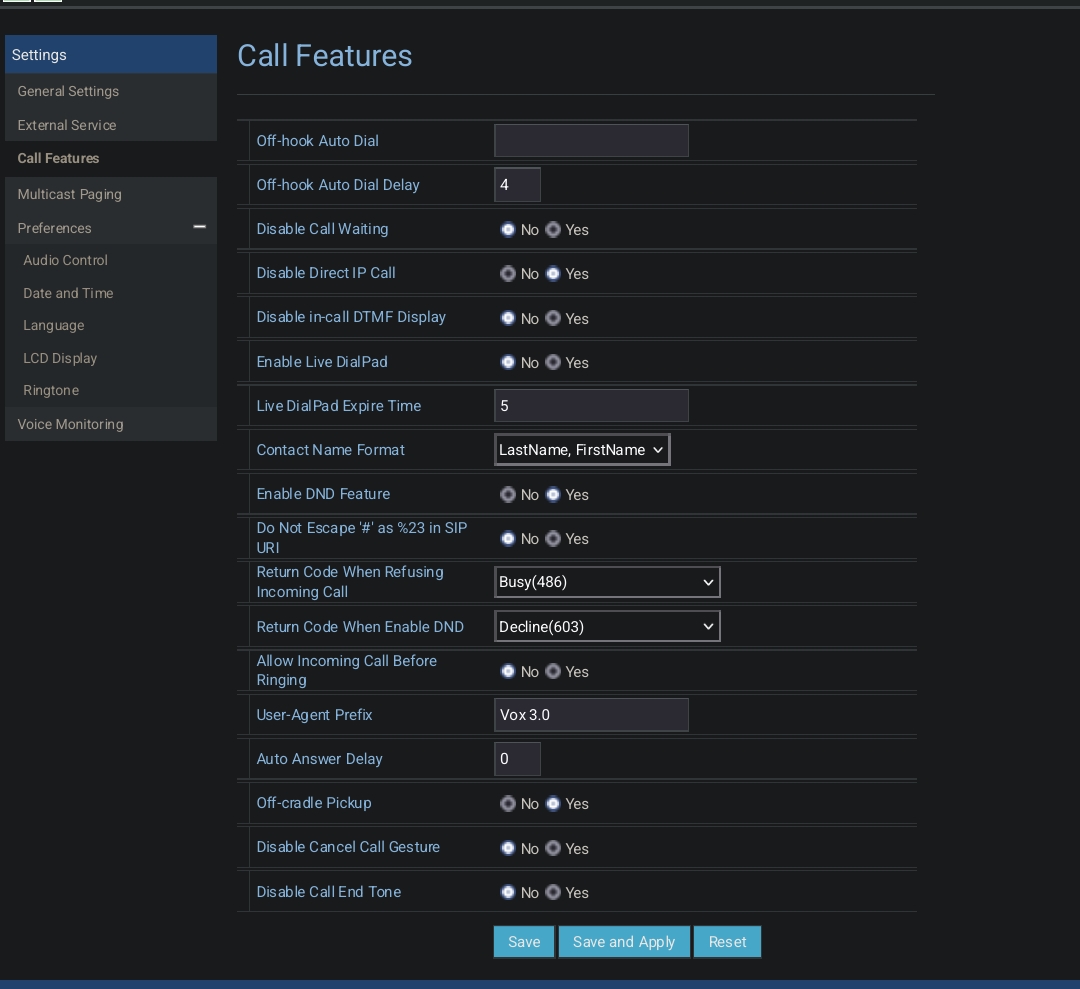 Settings
General Settings
External Service
Call Features
Multicast Paging
Preferences
Audio Control
Date and Time
Language
LCD Display
Ringtone
Voice Monitoring
Call Features
Off-hook Auto Dial
Off-hook Auto Dial Delay 4
Disable Call Waiting No Yes
Disable Direct IP Call No Yes
Disable in-call DTMF Display No Yes
Enable Live DialPad No Yes
Live DialPad Expire Time 5
Contact Name Format LastName, FirstName
Enable DND Feature No Yes
Do Not Escape '#' as %23 in SIP
URI No Yes
Return Code When Refusing
Incoming Call Busy(486)
Return Code When Enable DND Decline(603)
Allow Incoming Call Before
Ringing No Yes
User-Agent Prefix Vox 3.0
Auto Answer Delay 0
Off-cradle Pickup No Yes
Disable Cancel Call Gesture No Yes
Disable Call End Tone No Yes
Save Save and Apply Reset